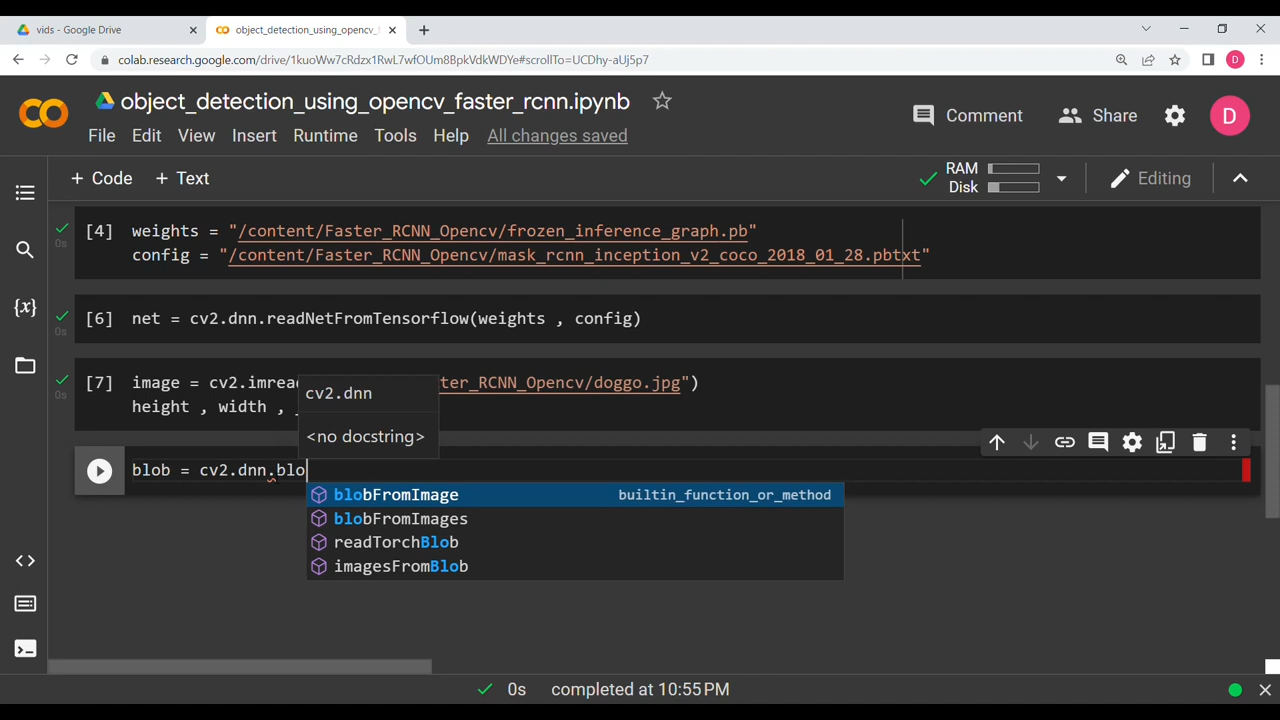 vids - Google Drive
object_detection_using_opencv_f
colab.research.google.com/drive/1kuoWw7cRdzx1RwL7wfOUm8BpkVdkWDTo#scrollTo=UCDhy-aUj5p7
D
object_detection_using_opencv_faster_rcnn.ipynb
File Edit View Insert Runtime Tools Help All changes saved
Comment
Share
D
+ Code + Text
RAM
Disk
Editing
[4] weights = "/content/Faster_RCNN_Opencv/frozen_inference_graph.pb"
0s
config = "/content/Faster_RCNN_Opencv/mask_rcnn_inception_v2_coco_2018_01_28.pbtxt"
{x}
[6] net = cv2.dnn.readNetFromTensorflow(weights , config)
0s
[7] image = cv2.imread ter_RCNN_Opencv/doggo.jpg")
0s
height , width , _
cv2.dnn
<no docstring>
blob = cv2.dnn.blo
blobFromImage builtin_function_or_method
blobFromImages
readTorchBlob
imagesFromBlob
0s completed at 10:55 PM